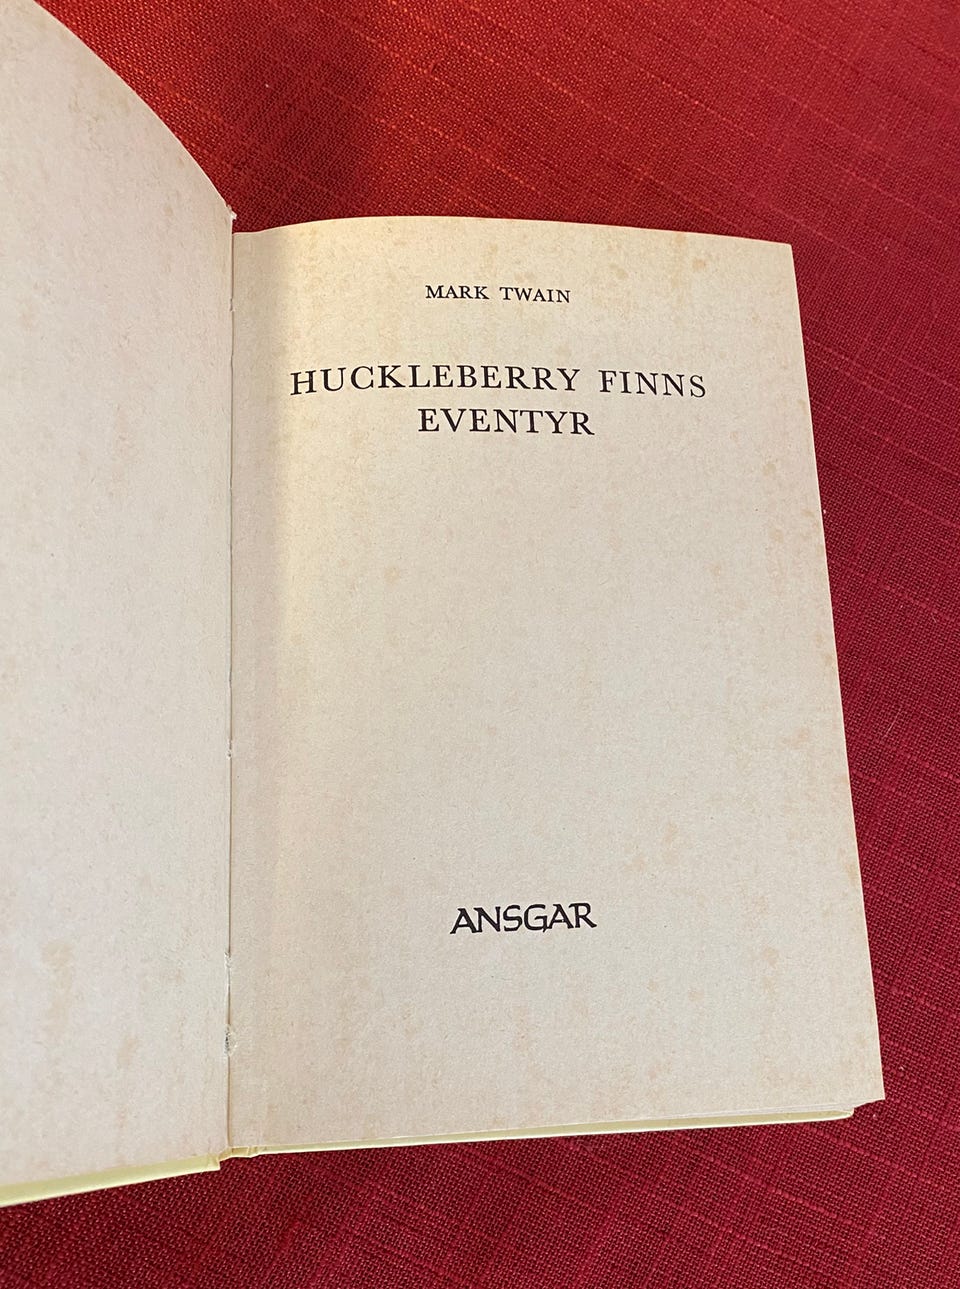 MARK TWAIN
HUCKLEBERRY FINNS
EVENTYR
ANSGAR